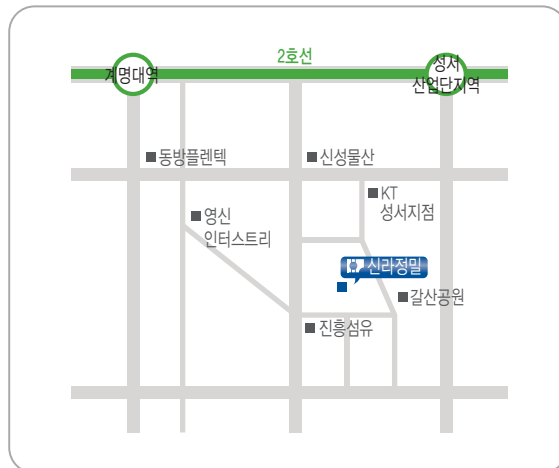 2호선
계명대역
성서
산업단지역
동방플렌텍
신성물산
KT
성서지점
영신
인터스트리
신라정밀
갈산공원
진흥섬유